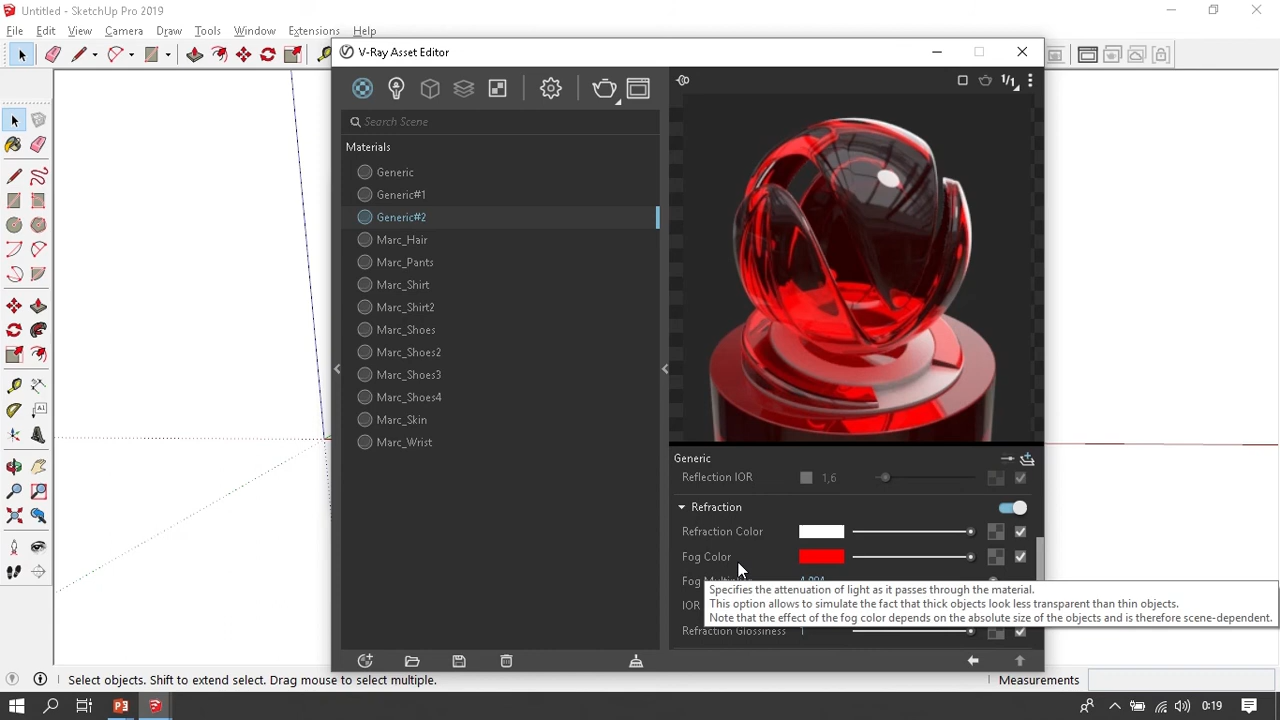 Untitled - SketchUp Pro 2019
File Edit View Camera Draw Tools Window Extensions Help
V-Ray Asset Editor
1/1
Search Scene
Materials
Generic
Generic#1
Generic#2
Marc_Hair
Marc_Pants
Marc_Shirt
Marc_Shirt2
Marc_Shoes
Marc_Shoes2
Marc_Shoes3
Marc_Shoes4
Marc_Skin
Marc_Wrist
Generic
Reflection IOR 1,6
Refraction
Refraction Color
Fog Color
Fog
IOR
Specifies the attenuation of light as it passes through the material.
This option allows to simulate the fact that thick objects look less transparent than thin objects.
Note that the effect of the fog color depends on the absolute size of the objects and is therefore scene-dependent.
Refraction Glossiness 1
Select objects. Shift to extend select. Drag mouse to select multiple.
Measurements
0:19